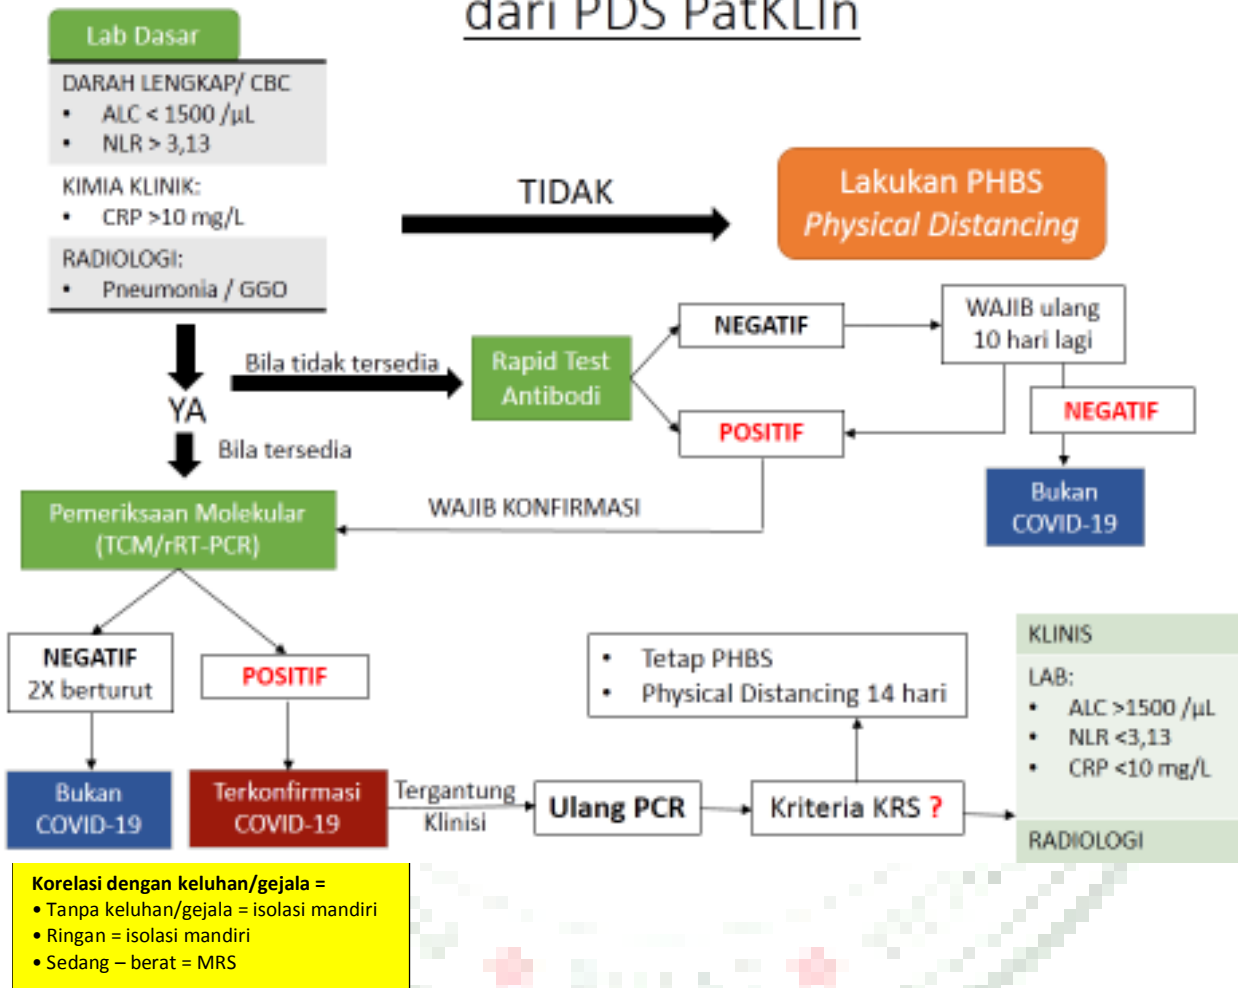 dari PDS PatKLIn
Lab Dasar
DARAH LENGKAP/ CBC
• ALC < 1500 /µL
• NLR > 3,13
KIMIA KLINIK:
• CRP >10 mg/L
RADIOLOGI:
• Pneumonia / GGO
TIDAK
Lakukan PHBS
Physical Distancing
YA
Bila tidak tersedia
Bila tersedia
Rapid Test
Antibodi
NEGATIF
WAJIB ulang
10 hari lagi
POSITIF
NEGATIF
Bukan
COVID-19
WAJIB KONFIRMASI
Pemeriksaan Molekular
(TCM/rRT-PCR)
NEGATIF
2X berturut
POSITIF
Bukan
COVID-19
Terkonfirmasi
COVID-19
Tergantung
Klinisi
Ulang PCR
Kriteria KRS ?
• Tetap PHBS
• Physical Distancing 14 hari
KLINIS
LAB:
• ALC >1500 /µL
• NLR <3,13
• CRP <10 mg/L
RADIOLOGI
Korelasi dengan keluhan/gejala =
• Tanpa keluhan/gejala = isolasi mandiri
• Ringan = isolasi mandiri
• Sedang – berat = MRS